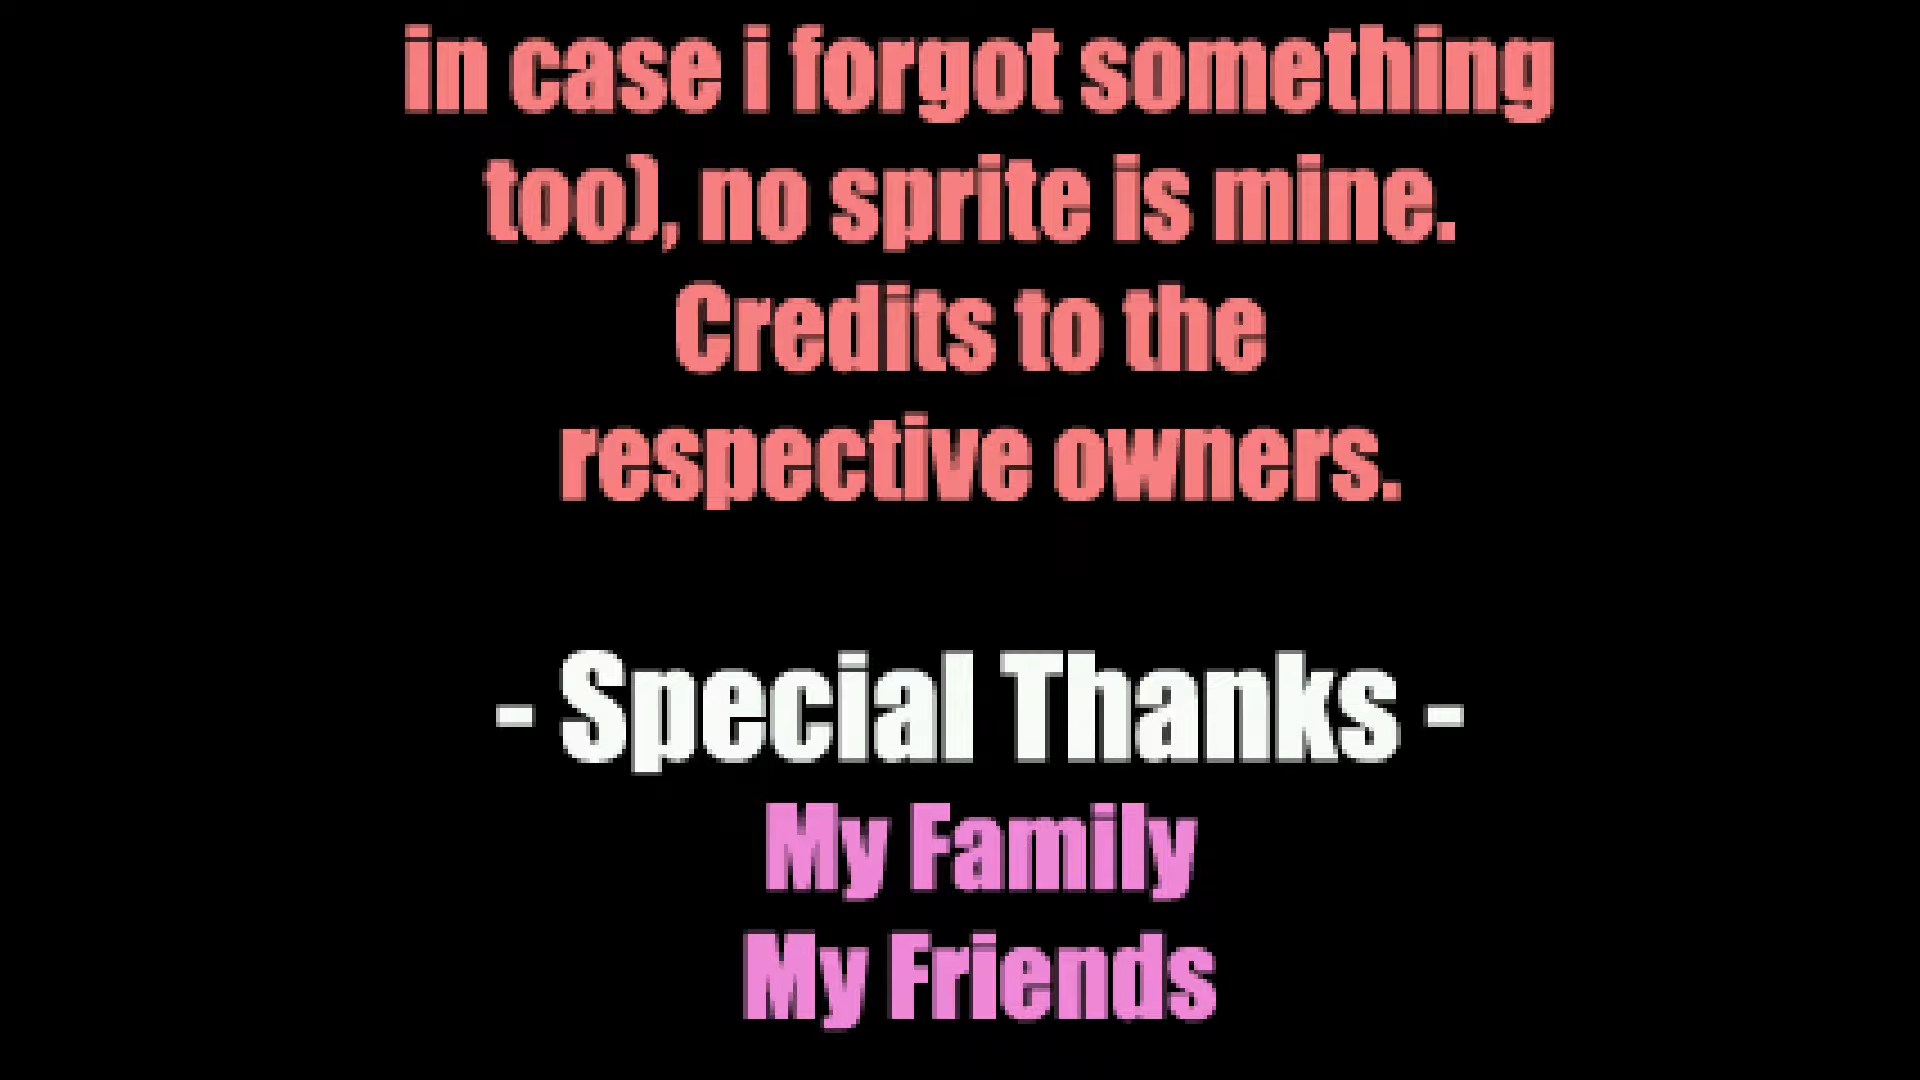 in case i forgot something
too), no sprite is mine.
Credits to the
respective owners.
- Special Thanks -
My Family
My Friends